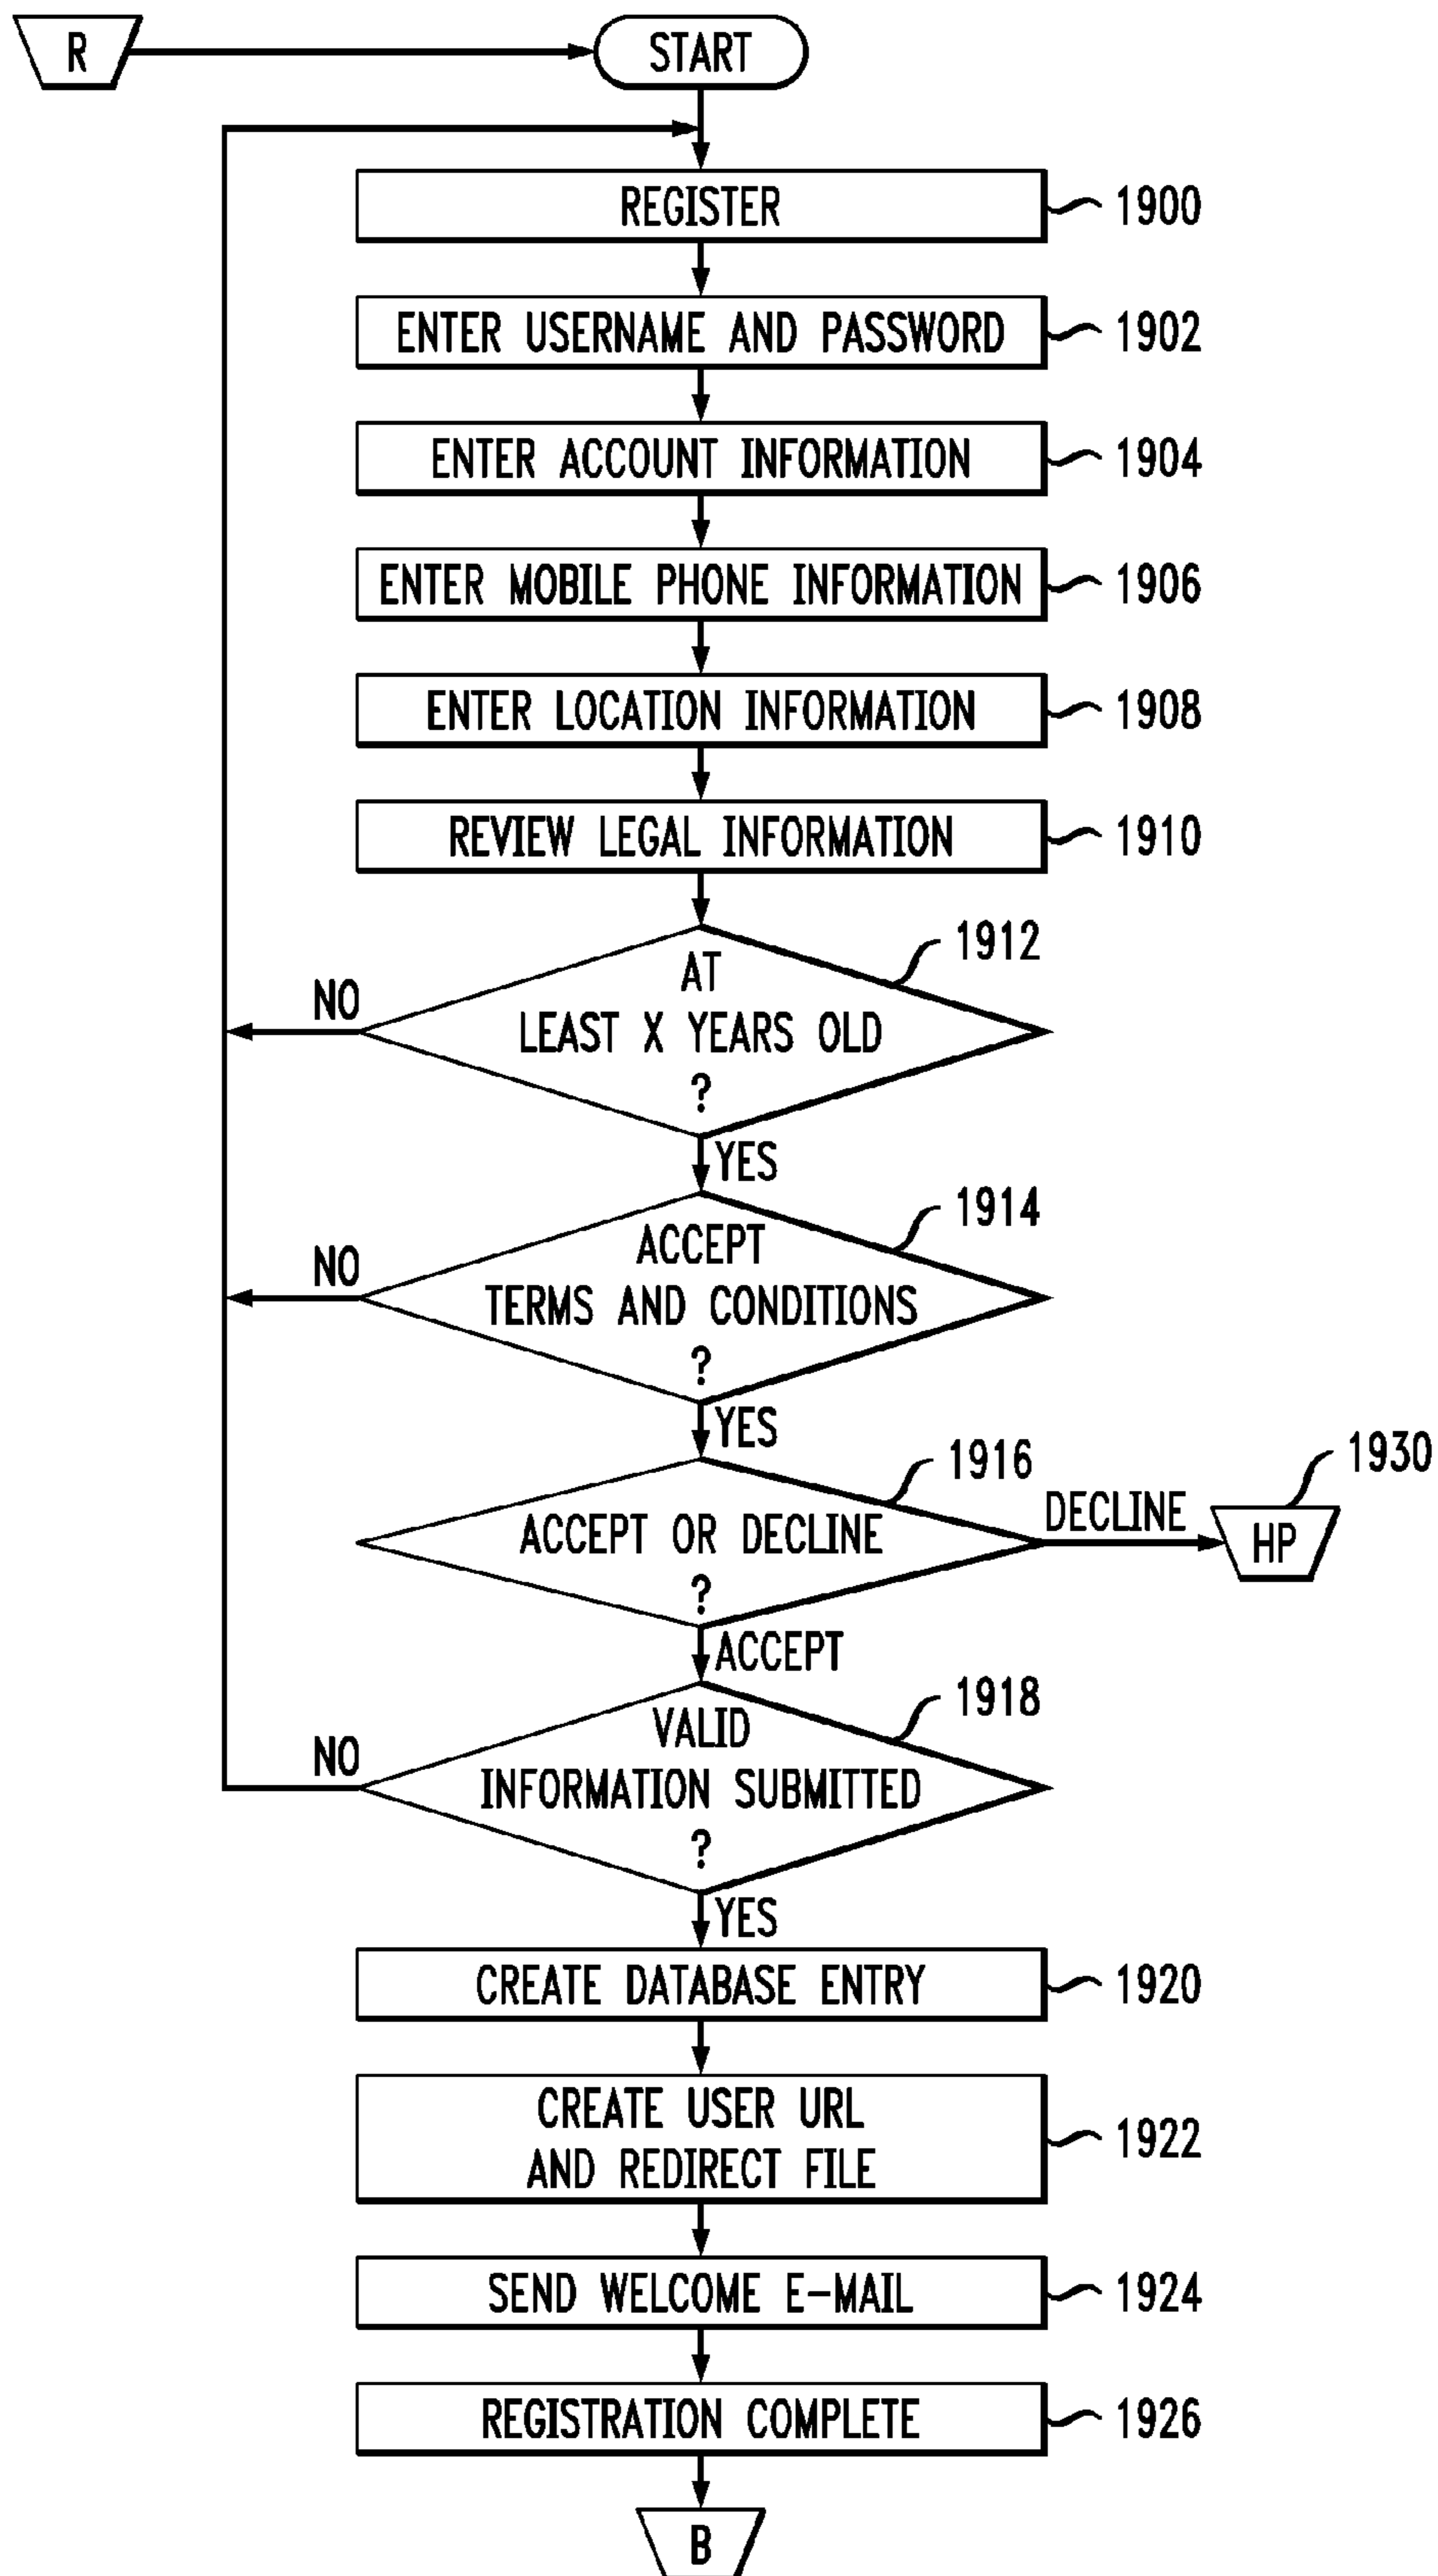 R
START
REGISTER
1900
ENTER USERNAME AND PASSWORD
1902
ENTER ACCOUNT INFORMATION
1904
ENTER MOBILE PHONE INFORMATION
1906
ENTER LOCATION INFORMATION
1908
REVIEW LEGAL INFORMATION
1910
1912
AT
LEAST X YEARS OLD
?
NO
YES
1914
ACCEPT
TERMS AND CONDITIONS
?
NO
YES
1916
ACCEPT OR DECLINE
?
DECLINE
1930
HP
ACCEPT
1918
VALID
INFORMATION SUBMITTED
?
NO
YES
CREATE DATABASE ENTRY
1920
CREATE USER URL
AND REDIRECT FILE
1922
SEND WELCOME E-MAIL
1924
REGISTRATION COMPLETE
1926
B